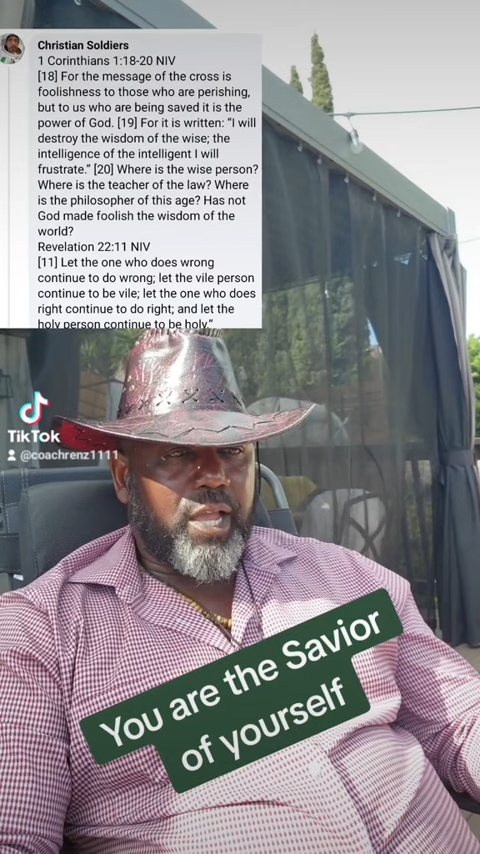 Christian Soldiers
1 Corinthians 1:18-20 NIV
[18] For the message of the cross is
foolishness to those who are perishing,
but to us who are being saved it is the
power of God. [19] For it is written: “I will
destroy the wisdom of the wise; the
intelligence of the intelligent I will
frustrate.” [20] Where is the wise person?
Where is the teacher of the law? Where
is the philosopher of this age? Has not
God made foolish the wisdom of the
world?
Revelation 22:11 NIV
[11] Let the one who does wrong
continue to do wrong; let the vile person
continue to be vile; let the one who does
right continue to do right; and let the
holy person continue to be holy.”
TikTok
@coachrenz1111
You are the Savior
of yourself